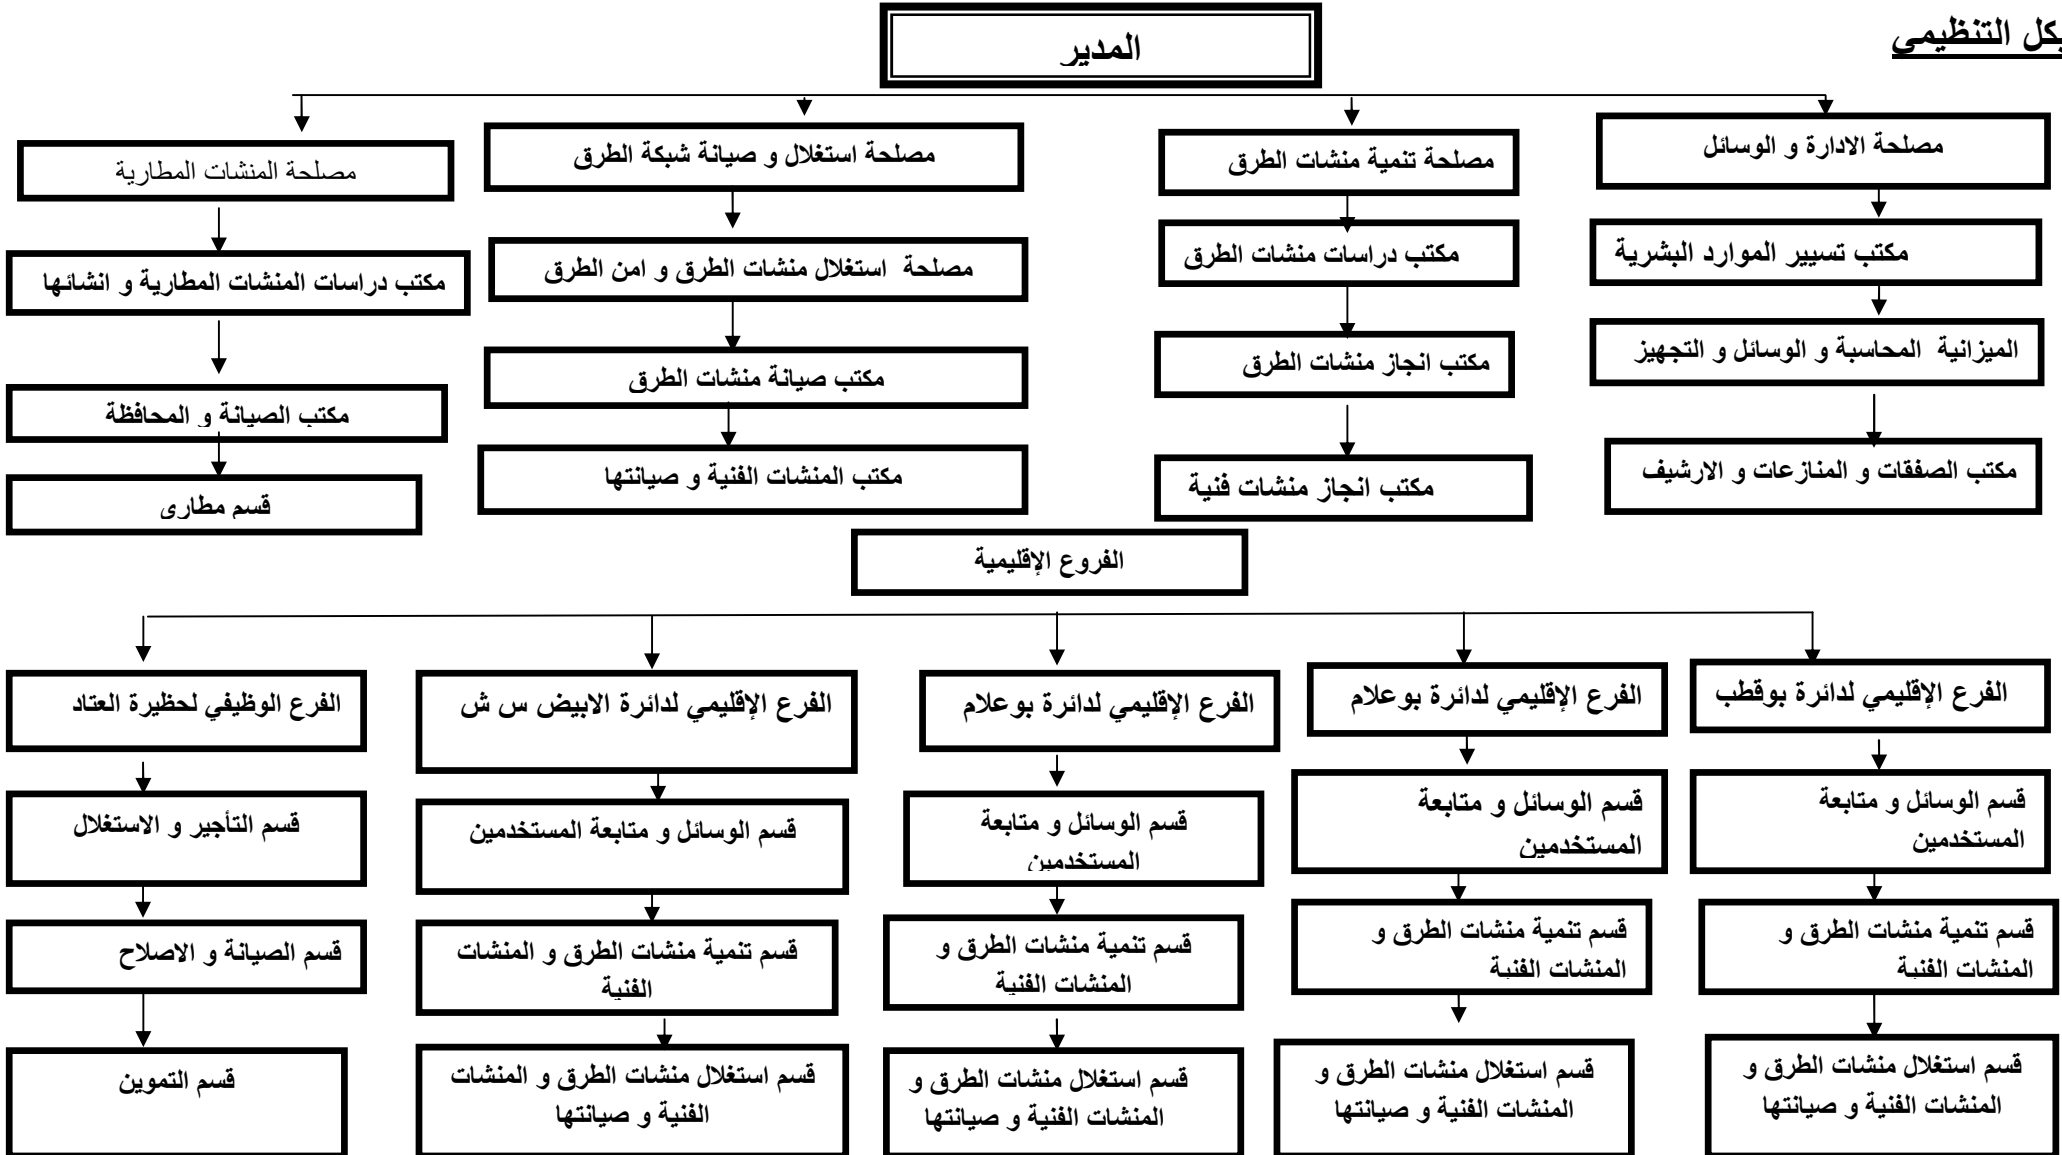 يكل التنظيمي
المدير
مصلحة الادارة و الوسائل
مصلحة تنمية منشات الطرق
مصلحة استغلال و صيانة شبكة الطرق
مصلحة المنشات المطارية
مكتب تسيير الموارد البشرية
مكتب دراسات منشات الطرق
مصلحة استغلال منشات الطرق و امن الطرق
مكتب دراسات المنشات المطارية و انشائها
الميزانية المحاسبة و الوسائل و التجهيز
مكتب انجاز منشات الطرق
مكتب صيانة منشات الطرق
مكتب الصيانة و المحافظة
مكتب الصفقات و المنازعات و الارشيف
مكتب انجاز منشات فنية
مكتب المنشات الفنية و صيانتها
قسم مطاري
الفروع الإقليمية
الفرع الإقليمي لدائرة بوقطب
الفرع الإقليمي لدائرة بوعلام
الفرع الإقليمي لدائرة بوعلام
الفرع الإقليمي لدائرة الابيض س ش
الفرع الوظيفي لحظيرة العتاد
قسم الوسائل و متابعة
المستخدمين
قسم الوسائل و متابعة
المستخدمين
قسم الوسائل و متابعة
المستخدمين
قسم الوسائل و متابعة المستخدمين
قسم التأجير و الاستغلال
قسم تنمية منشات الطرق و
المنشات الفنية
قسم تنمية منشات الطرق و
المنشات الفنية
قسم تنمية منشات الطرق و
المنشات الفنية
قسم تنمية منشات الطرق و المنشات
الفنية
قسم الصيانة و الاصلاح
قسم استغلال منشات الطرق و
المنشات الفنية و صيانتها
قسم استغلال منشات الطرق و
المنشات الفنية و صيانتها
قسم استغلال منشات الطرق و
المنشات الفنية و صيانتها
قسم استغلال منشات الطرق و المنشات
الفنية و صيانتها
قسم التموين